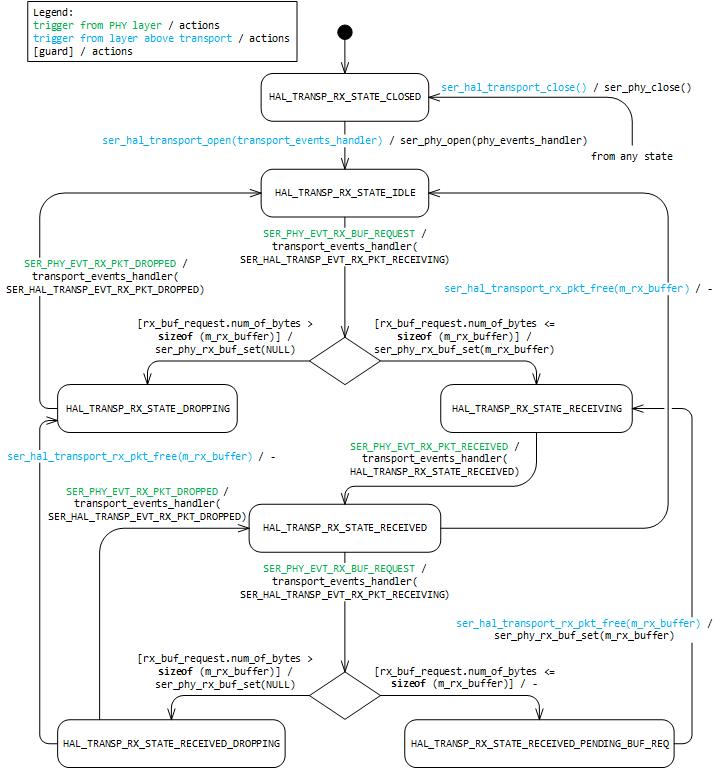 Legend:
trigger from PHY layer / actions
trigger from layer above transport / actions
[guard] / actions
HAL_TRANSP_RX_STATE_CLOSED
ser_hal_transport_close() / ser_phy_close()
from any state
ser_hal_transport_open(transport_events_handler) / ser_phy_open(phy_events_handler)
HAL_TRANSP_RX_STATE_IDLE
SER_PHY_EVT_RX_BUF_REQUEST /
transport_events_handler(
SER_HAL_TRANSP_EVT_RX_PKT_RECEIVING)
SER_PHY_EVT_RX_PKT_DROPPED /
transport_events_handler(
SER_HAL_TRANSP_EVT_RX_PKT_DROPPED)
ser_hal_transport_rx_pkt_free(m_rx_buffer) / -
[rx_buf_request.num_of_bytes >
sizeof (m_rx_buffer)] /
ser_phy_rx_buf_set(NULL)
[rx_buf_request.num_of_bytes <=
sizeof (m_rx_buffer)] /
ser_phy_rx_buf_set(m_rx_buffer)
HAL_TRANSP_RX_STATE_DROPPING
HAL_TRANSP_RX_STATE_RECEIVING
ser_hal_transport_rx_pkt_free(m_rx_buffer) / -
SER_PHY_EVT_RX_PKT_RECEIVED /
transport_events_handler(
HAL_TRANSP_RX_STATE_RECEIVED)
SER_PHY_EVT_RX_PKT_DROPPED /
transport_events_handler(
SER_HAL_TRANSP_EVT_RX_PKT_DROPPED)
HAL_TRANSP_RX_STATE_RECEIVED
SER_PHY_EVT_RX_BUF_REQUEST /
transport_events_handler(
SER_HAL_TRANSP_EVT_RX_PKT_RECEIVING)
ser_hal_transport_rx_pkt_free(m_rx_buffer) /
ser_phy_rx_buf_set(m_rx_buffer)
[rx_buf_request.num_of_bytes >
sizeof (m_rx_buffer)] /
ser_phy_rx_buf_set(NULL)
[rx_buf_request.num_of_bytes <=
sizeof (m_rx_buffer)] / -
HAL_TRANSP_RX_STATE_RECEIVED_DROPPING
HAL_TRANSP_RX_STATE_RECEIVED_PENDING_BUF_REQ